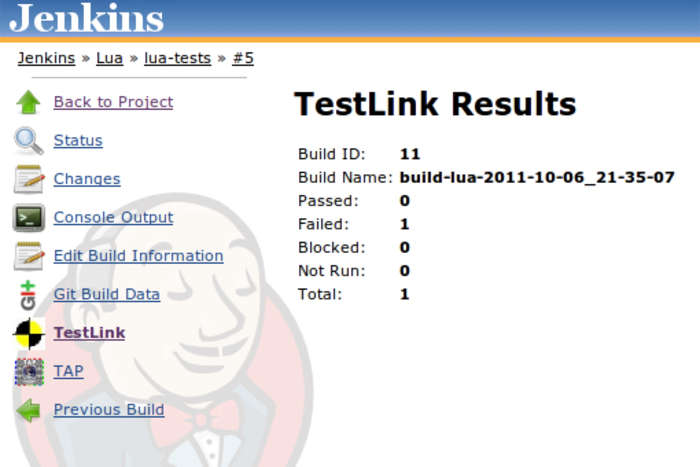 Jenkins
Jenkins » Lua » lua-tests » #5
Back to Project
Status
Changes
Console Output
Edit Build Information
Git Build Data
TestLink
TAP
Previous Build
TestLink Results
Build ID: 11
Build Name: build-lua-2011-10-06_21-35-07
Passed: 0
Failed: 1
Blocked: 0
Not Run: 0
Total: 1